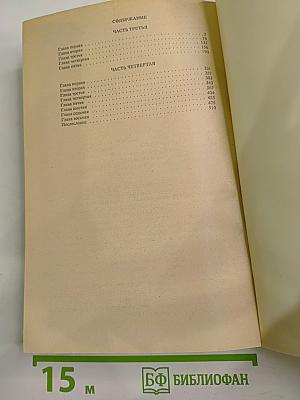 СОДЕРЖАНИЕ
ЧАСТЬ ТРЕТЬЯ
Глава первая
Глава вторая
Глава третья
Глава четвертая
Глава пятая
ЧАСТЬ ЧЕТВЕРТАЯ
Глава первая
Глава вторая
Глава третья
Глава четвертая
Глава пятая
Глава шестая
Глава седьмая
Глава восьмая
Послесловие
15 м
БФ БИБЛИОФАН